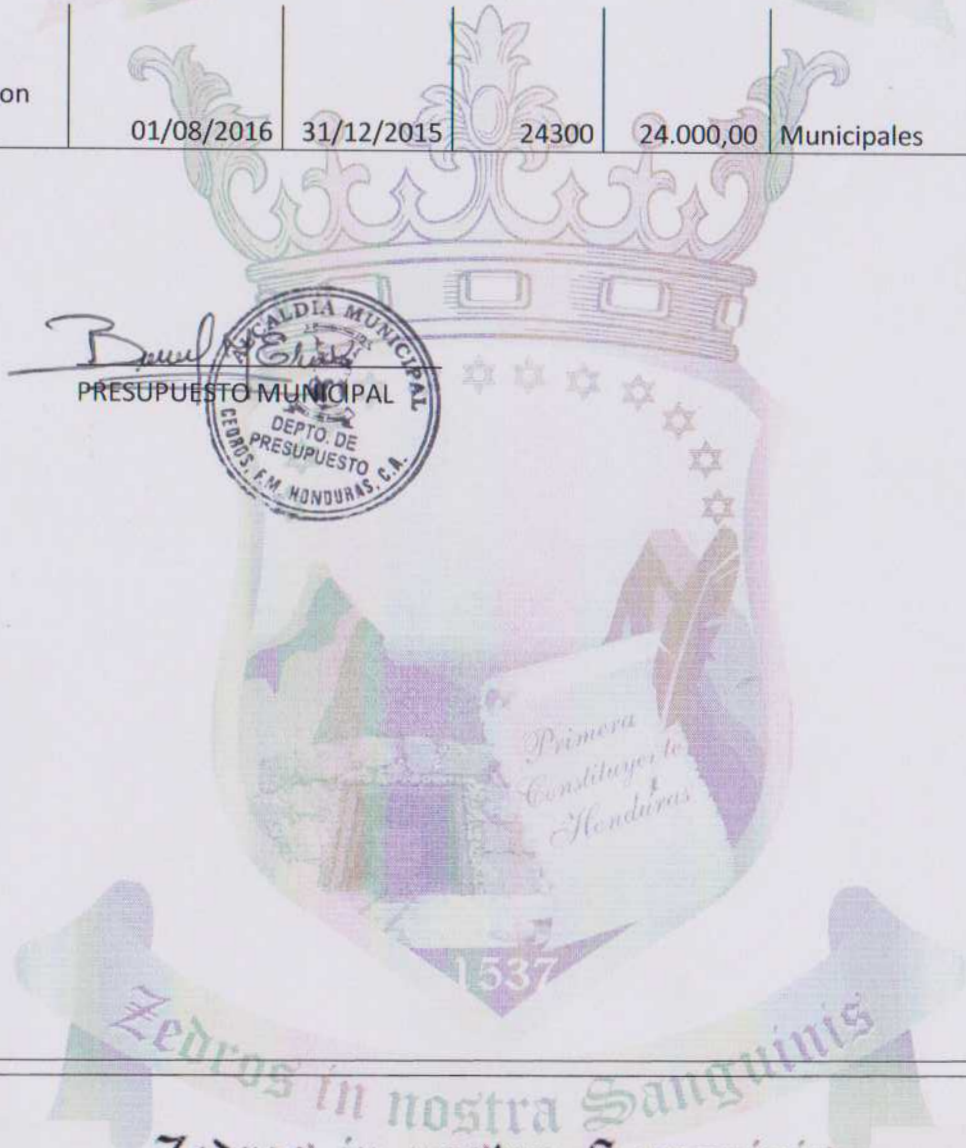 on
01/08/2016 31/12/2015 24300 24.000,00 Municipales
ALCALDIA MUNICIPAL
PRESUPUESTO MUNICIPAL
DEPTO. DE
PRESUPUESTO
CEDROS, F.M. HONDURAS, C.A.
Primera
Constituyente
Honduras
1537
Zedros in nostra Sanguinis